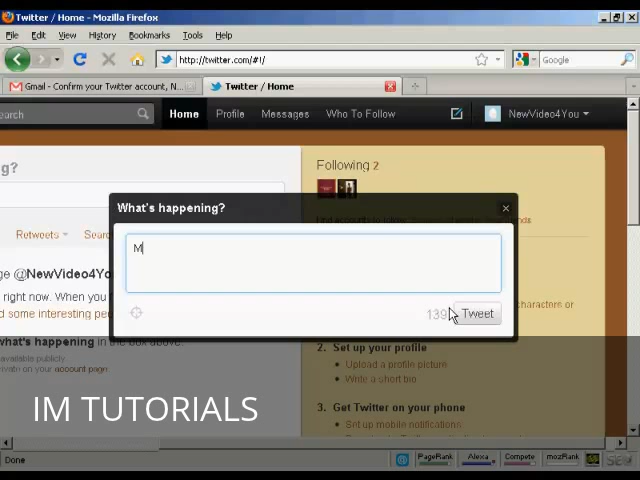 Twitter / Home - Mozilla Firefox
File Edit View History Bookmarks Tools Help
http://twitter.com/#!/
Google
Gmail - Confirm your Twitter account, N...
Twitter / Home
search
Home Profile Messages Who To Follow
NewVideo4You
g?
Following 2
What's happening?
Retweets
Searc
M
ge @NewVideo4Yo
right now. When you
nd some interesting peop
139
Tweet
characters or
what's happening in the box above.
available publicly.
private on your account page.
2. Set up your profile
Upload a profile picture
Write a short bio
3. Get Twitter on your phone
Set up mobile notifications
IM TUTORIALS
Done
PageRank
Alexa
Compete
mozRank